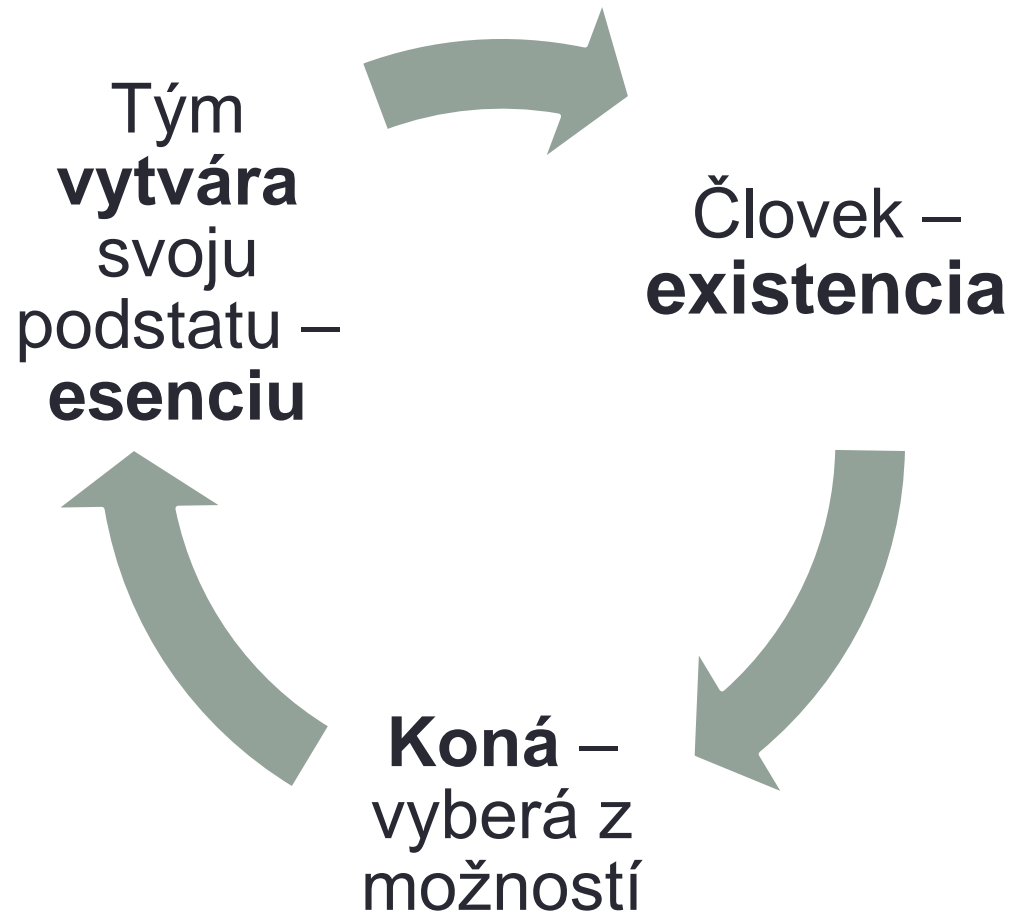 Človek –
existencia
Koná –
vyberá z
možností
Tým
vytvára
svoju
podstatu –
esenciu